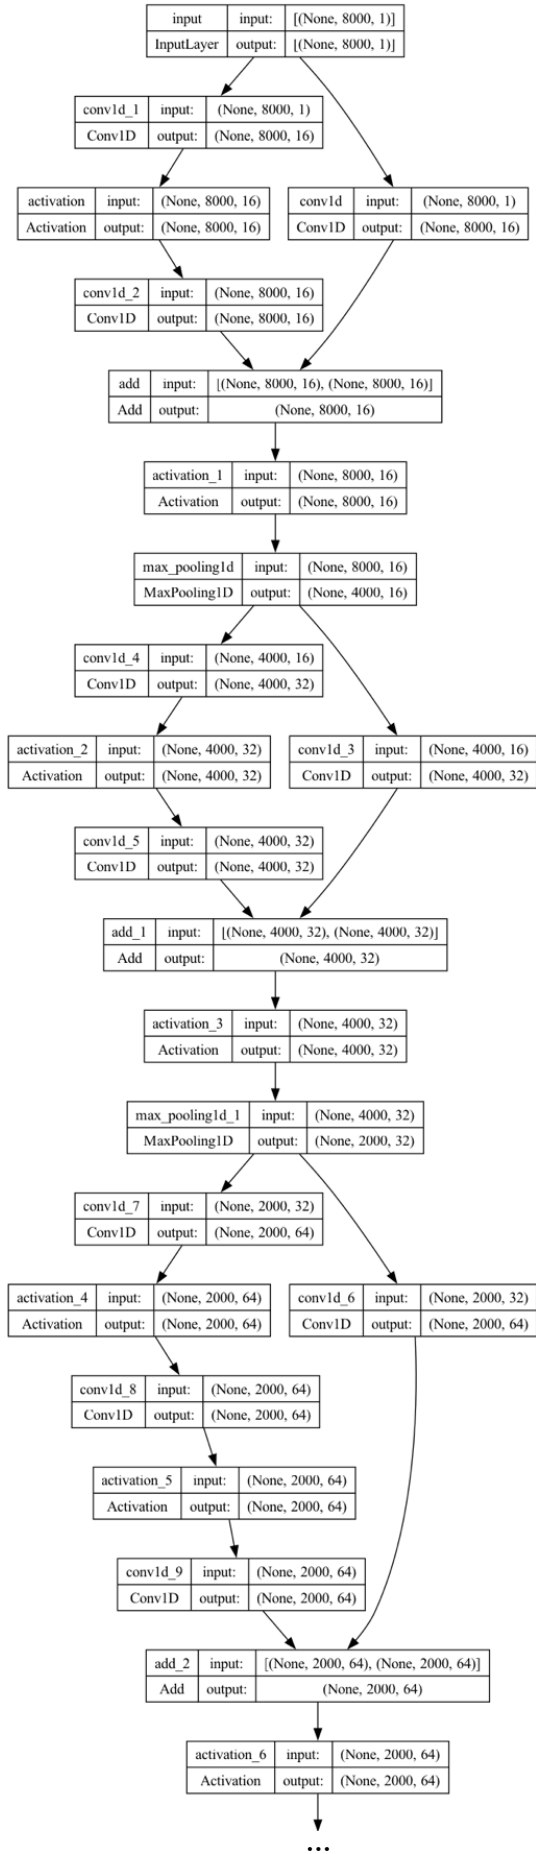 input input: [(None, 8000, 1)]
InputLayer output: [(None, 8000, 1)]
conv1d_1 input: (None, 8000, 1)
Conv1D output: (None, 8000, 16)
activation input: (None, 8000, 16)
Activation output: (None, 8000, 16)
conv1d input: (None, 8000, 1)
Conv1D output: (None, 8000, 16)
conv1d_2 input: (None, 8000, 16)
Conv1D output: (None, 8000, 16)
add input: [(None, 8000, 16), (None, 8000, 16)]
Add output: (None, 8000, 16)
activation_1 input: (None, 8000, 16)
Activation output: (None, 8000, 16)
max_pooling1d input: (None, 8000, 16)
MaxPooling1D output: (None, 4000, 16)
conv1d_4 input: (None, 4000, 16)
Conv1D output: (None, 4000, 32)
activation_2 input: (None, 4000, 32)
Activation output: (None, 4000, 32)
conv1d_3 input: (None, 4000, 16)
Conv1D output: (None, 4000, 32)
conv1d_5 input: (None, 4000, 32)
Conv1D output: (None, 4000, 32)
add_1 input: [(None, 4000, 32), (None, 4000, 32)]
Add output: (None, 4000, 32)
activation_3 input: (None, 4000, 32)
Activation output: (None, 4000, 32)
max_pooling1d_1 input: (None, 4000, 32)
MaxPooling1D output: (None, 2000, 32)
conv1d_7 input: (None, 2000, 32)
Conv1D output: (None, 2000, 64)
activation_4 input: (None, 2000, 64)
Activation output: (None, 2000, 64)
conv1d_6 input: (None, 2000, 32)
Conv1D output: (None, 2000, 64)
conv1d_8 input: (None, 2000, 64)
Conv1D output: (None, 2000, 64)
activation_5 input: (None, 2000, 64)
Activation output: (None, 2000, 64)
conv1d_9 input: (None, 2000, 64)
Conv1D output: (None, 2000, 64)
add_2 input: [(None, 2000, 64), (None, 2000, 64)]
Add output: (None, 2000, 64)
activation_6 input: (None, 2000, 64)
Activation output: (None, 2000, 64)
...